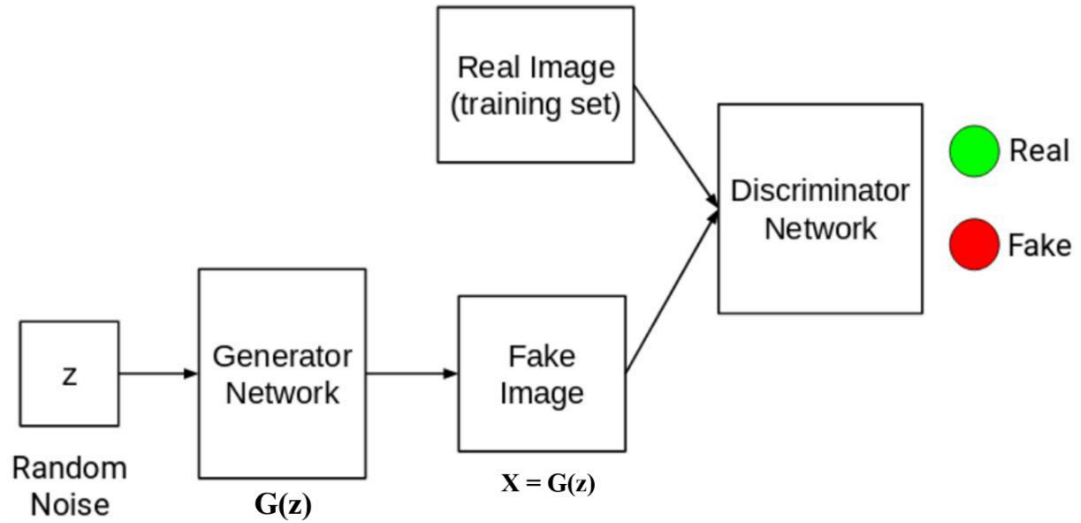 Real Image
(training set)
Discriminator
Network
Real
Fake
z
Random
Noise
Generator
Network
G(z)
Fake
Image
X = G(z)